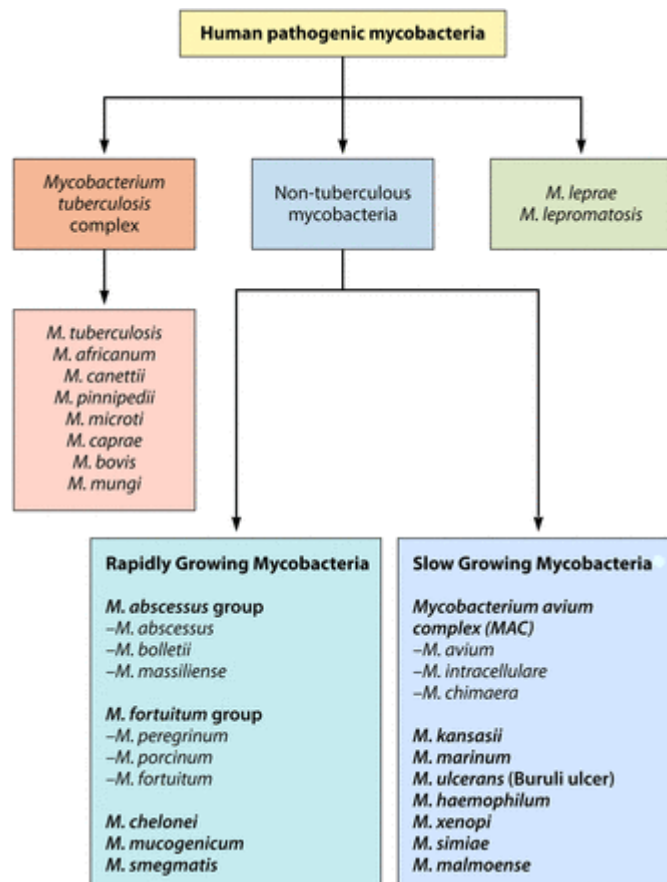 Human pathogenic mycobacteria
Mycobacterium
tuberculosis
complex
Non-tuberculous
mycobacteria
M. leprae
M. lepromatosis
M. tuberculosis
M. africanum
M. canettii
M. pinnipedii
M. microti
M. caprae
M. bovis
M. mungi
Rapidly Growing Mycobacteria
M. abscessus group
–M. abscessus
–M. bolletii
–M. massiliense
M. fortuitum group
–M. peregrinum
–M. porcinum
–M. fortuitum
M. chelonei
M. mucogenicum
M. smegmatis
Slow Growing Mycobacteria
Mycobacterium avium
complex (MAC)
–M. avium
–M. intracellulare
–M. chimaera
M. kansasii
M. marinum
M. ulcerans (Buruli ulcer)
M. haemophilum
M. xenopi
M. simiae
M. malmoense